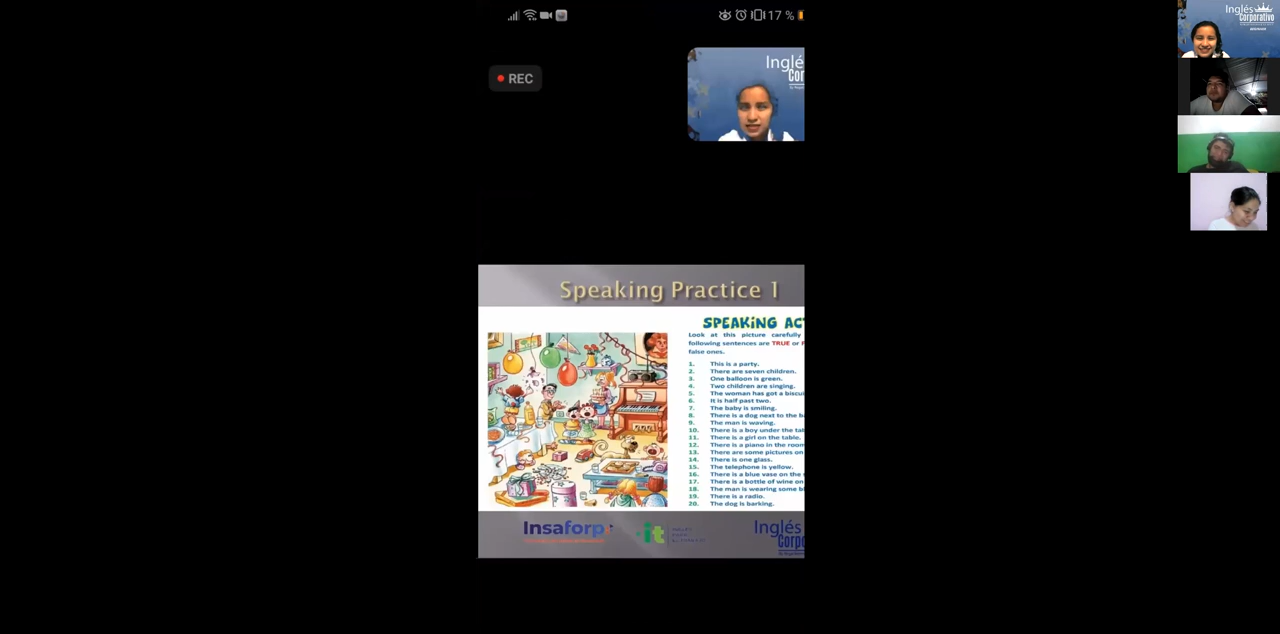 17 %
Inglés
Corporativo
REC
Inglé
Cor
Speaking Practice 1
SPEAKING AC
Look at this picture carefully
following sentences are TRUE or F
false ones.
1. This is a party.
2. There are seven children.
3. One balloon is green.
4. Two children are singing.
5. The woman has got a biscui
6. It is half past two.
7. The baby is smiling.
8. There is a dog next to the b
9. The man is waving.
10. There is a boy under the ta
11. There is a girl on the table.
12. There is a piano in the room
13. There are some pictures on
14. There is one glass.
15. The telephone is yellow.
16. There is a blue vase on the
17. There is a bottle of wine on
18. The man is wearing some b
19. There is a radio.
20. The dog is barking.
Insaforp
it
Inglés
Corpo